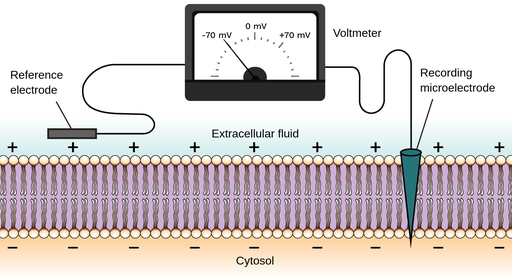 0 mV
-70 mV
+70 mV
Voltmeter
Reference
electrode
Recording
microelectrode
Extracellular fluid
+ + + + + + + +
− − − − − − − − −
Cytosol